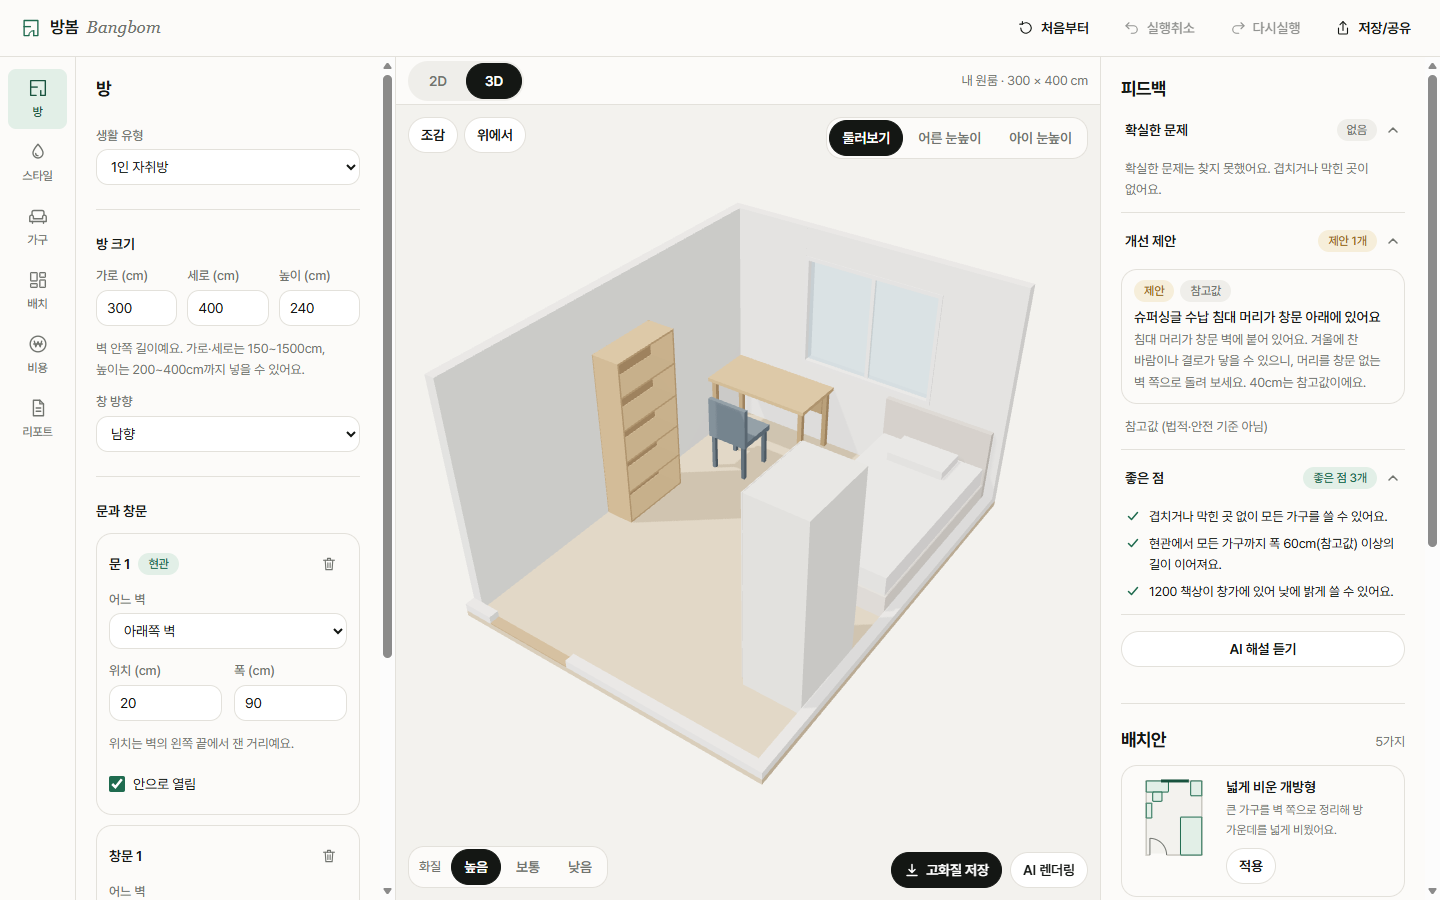 방봄 Bangbom
처음부터
실행취소
다시실행
저장/공유
방
스타일
가구
배치
비용
리포트
방
생활 유형
1인 자취방
방 크기
가로 (cm) 세로 (cm) 높이 (cm)
300 400 240
벽 안쪽 길이예요. 가로·세로는 150~1500cm,
높이는 200~400cm까지 넣을 수 있어요.
창 방향
남향
문과 창문
문 1 현관
어느 벽
아래쪽 벽
위치 (cm) 폭 (cm)
20 90
위치는 벽의 왼쪽 끝에서 잰 거리예요.
안으로 열림
창문 1
어느 벽
2D 3D
내 원룸 · 300 × 400 cm
조감 위에서
둘러보기 어른 눈높이 아이 눈높이
화질 높음 보통 낮음
고화질 저장
AI 렌더링
피드백
확실한 문제 없음
확실한 문제는 찾지 못했어요. 겹치거나 막힌 곳이
없어요.
개선 제안 제안 1개
제안 참고값
슈퍼싱글 수납 침대 머리가 창문 아래에 있어요
침대 머리가 창문 벽에 붙어 있어요. 겨울에 찬
바람이나 결로가 닿을 수 있으니, 머리를 창문 없는
벽 쪽으로 돌려 보세요. 40cm는 참고값이에요.
참고값 (법적·안전 기준 아님)
좋은 점 좋은 점 3개
겹치거나 막힌 곳 없이 모든 가구를 쓸 수 있어요.
현관에서 모든 가구까지 폭 60cm(참고값) 이상의
길이 이어져요.
1200 책상이 창가에 있어 낮에 밝게 쓸 수 있어요.
AI 해설 듣기
배치안 5가지
넓게 비운 개방형
큰 가구를 벽 쪽으로 정리해 방
가운데를 넓게 비웠어요.
적용